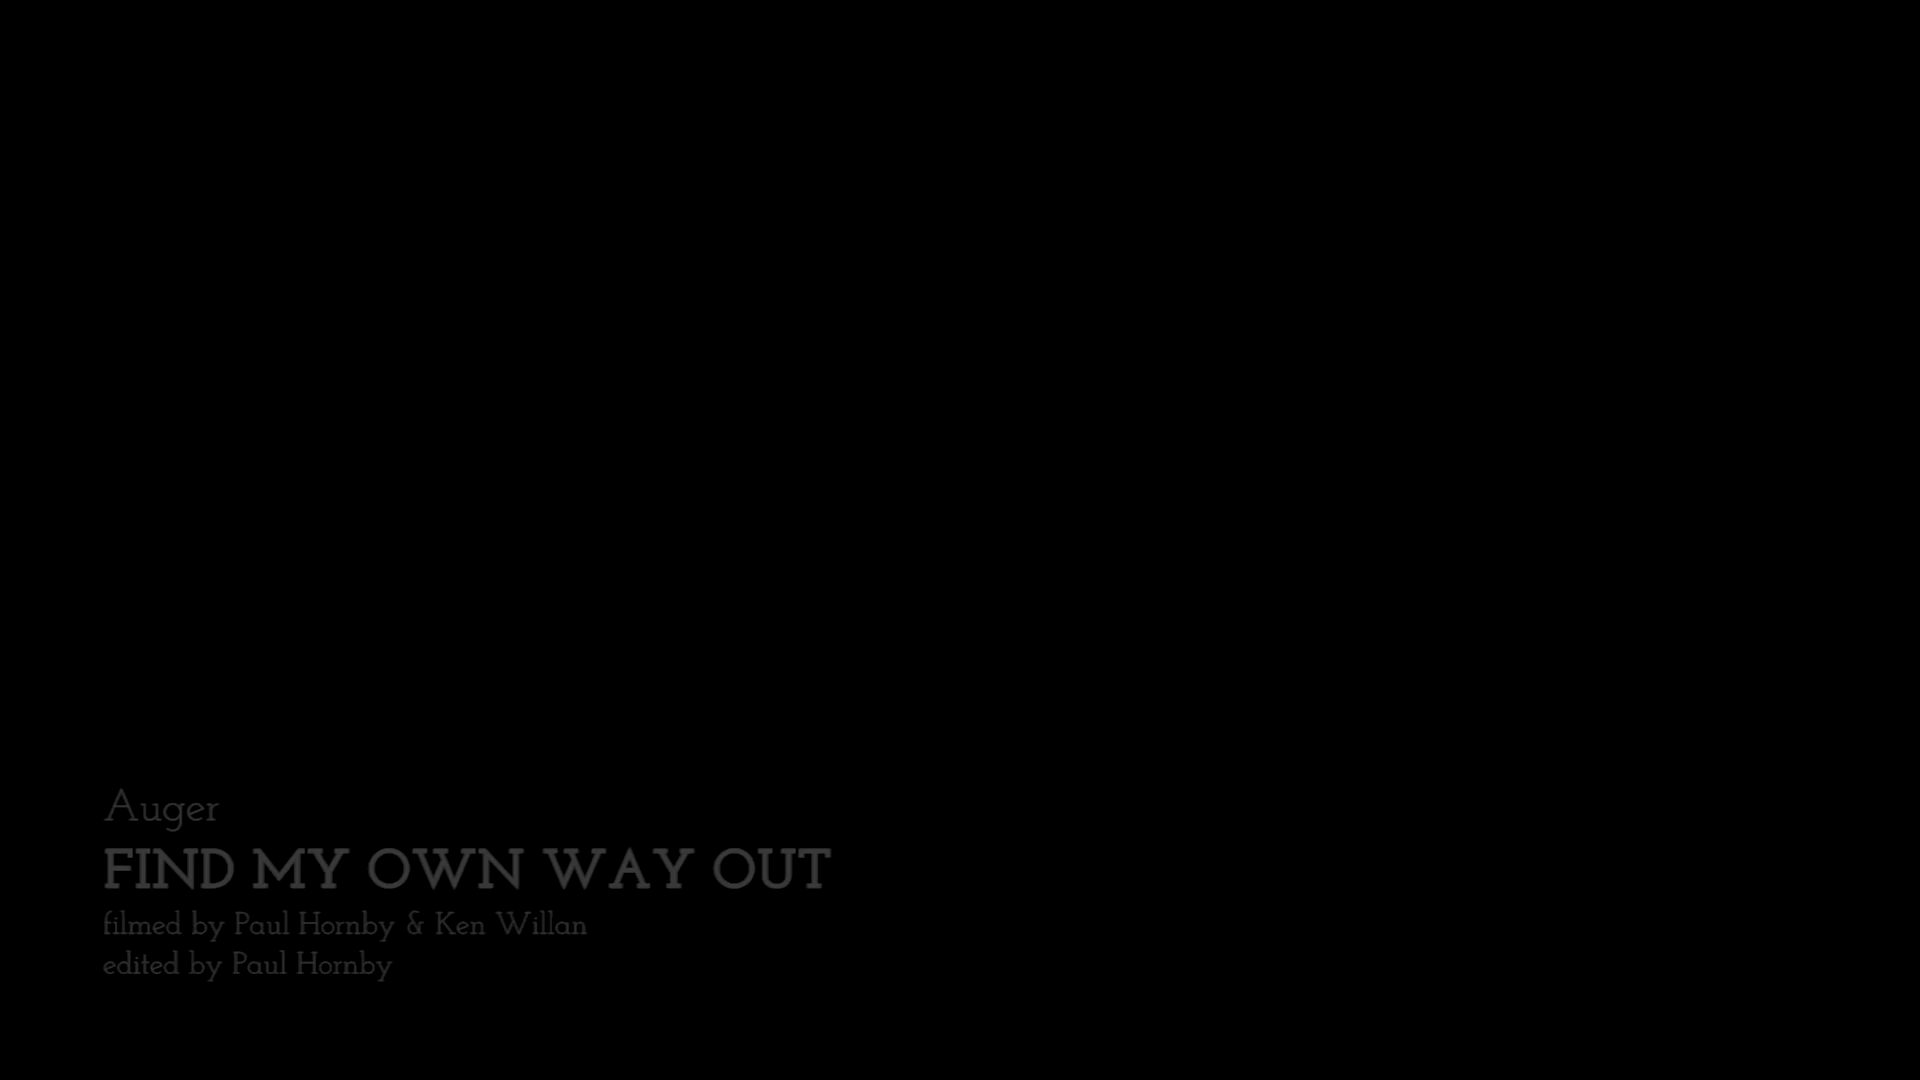 Auger
FIND MY OWN WAY OUT
filmed by Paul Hornby & Ken Willan
edited by Paul Hornby